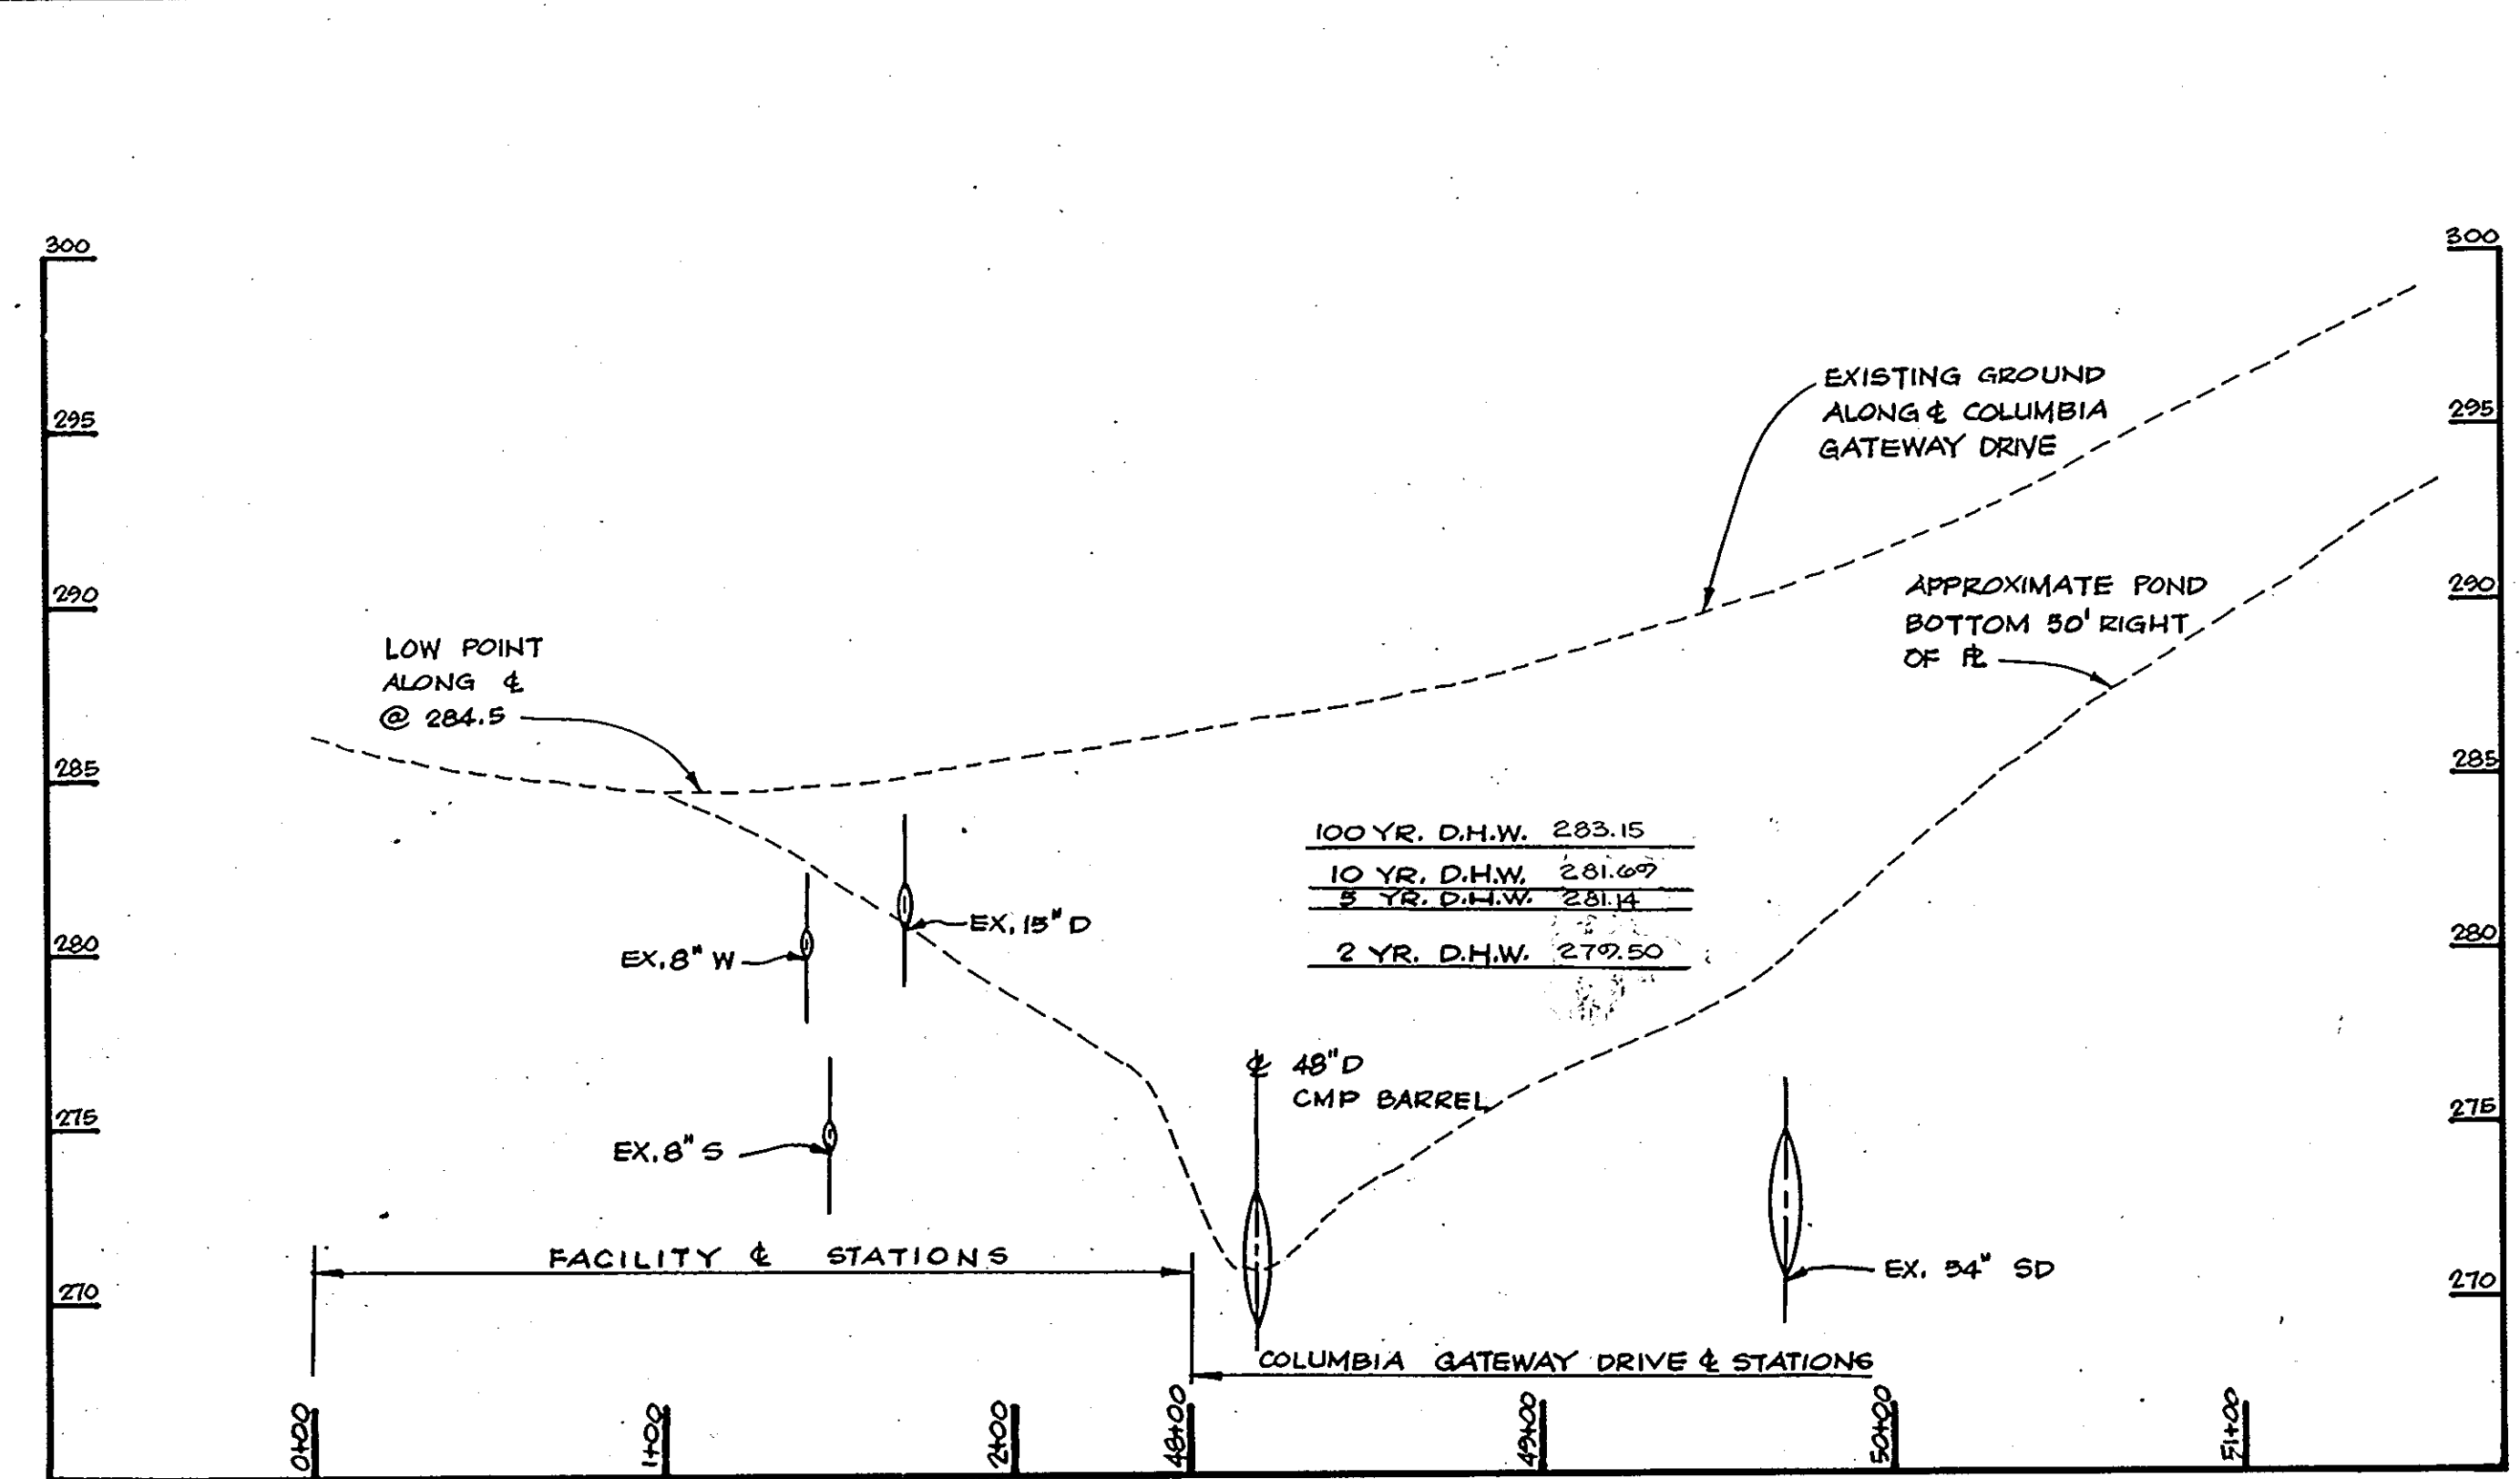 300
295
290
285
280
275
270
300
295
290
285
280
275
270
EXISTING GROUND
ALONG ℄ COLUMBIA
GATEWAY DRIVE
APPROXIMATE POND
BOTTOM 50' RIGHT
OF ⅊
LOW POINT
ALONG ℄
@ 284.5
100 YR. D.H.W. 283.15
10 YR. D.H.W. 281.69
5 YR. D.H.W. 281.14
2 YR. D.H.W. 279.50
EX. 15" D
EX. 8" W
EX. 8" S
℄ 48" D
CMP BARREL
EX. 54" SD
FACILITY ℄ STATIONS
COLUMBIA GATEWAY DRIVE ℄ STATIONS
0+00
1+00
2+00
48+00
49+00
50+00
51+00